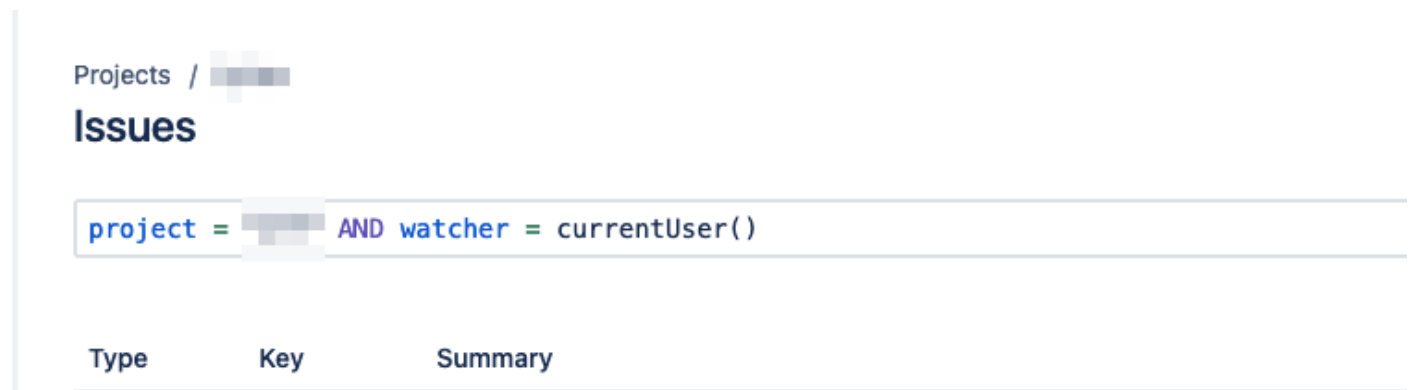 Projects /
Issues
project = AND watcher = currentUser()
Type Key Summary